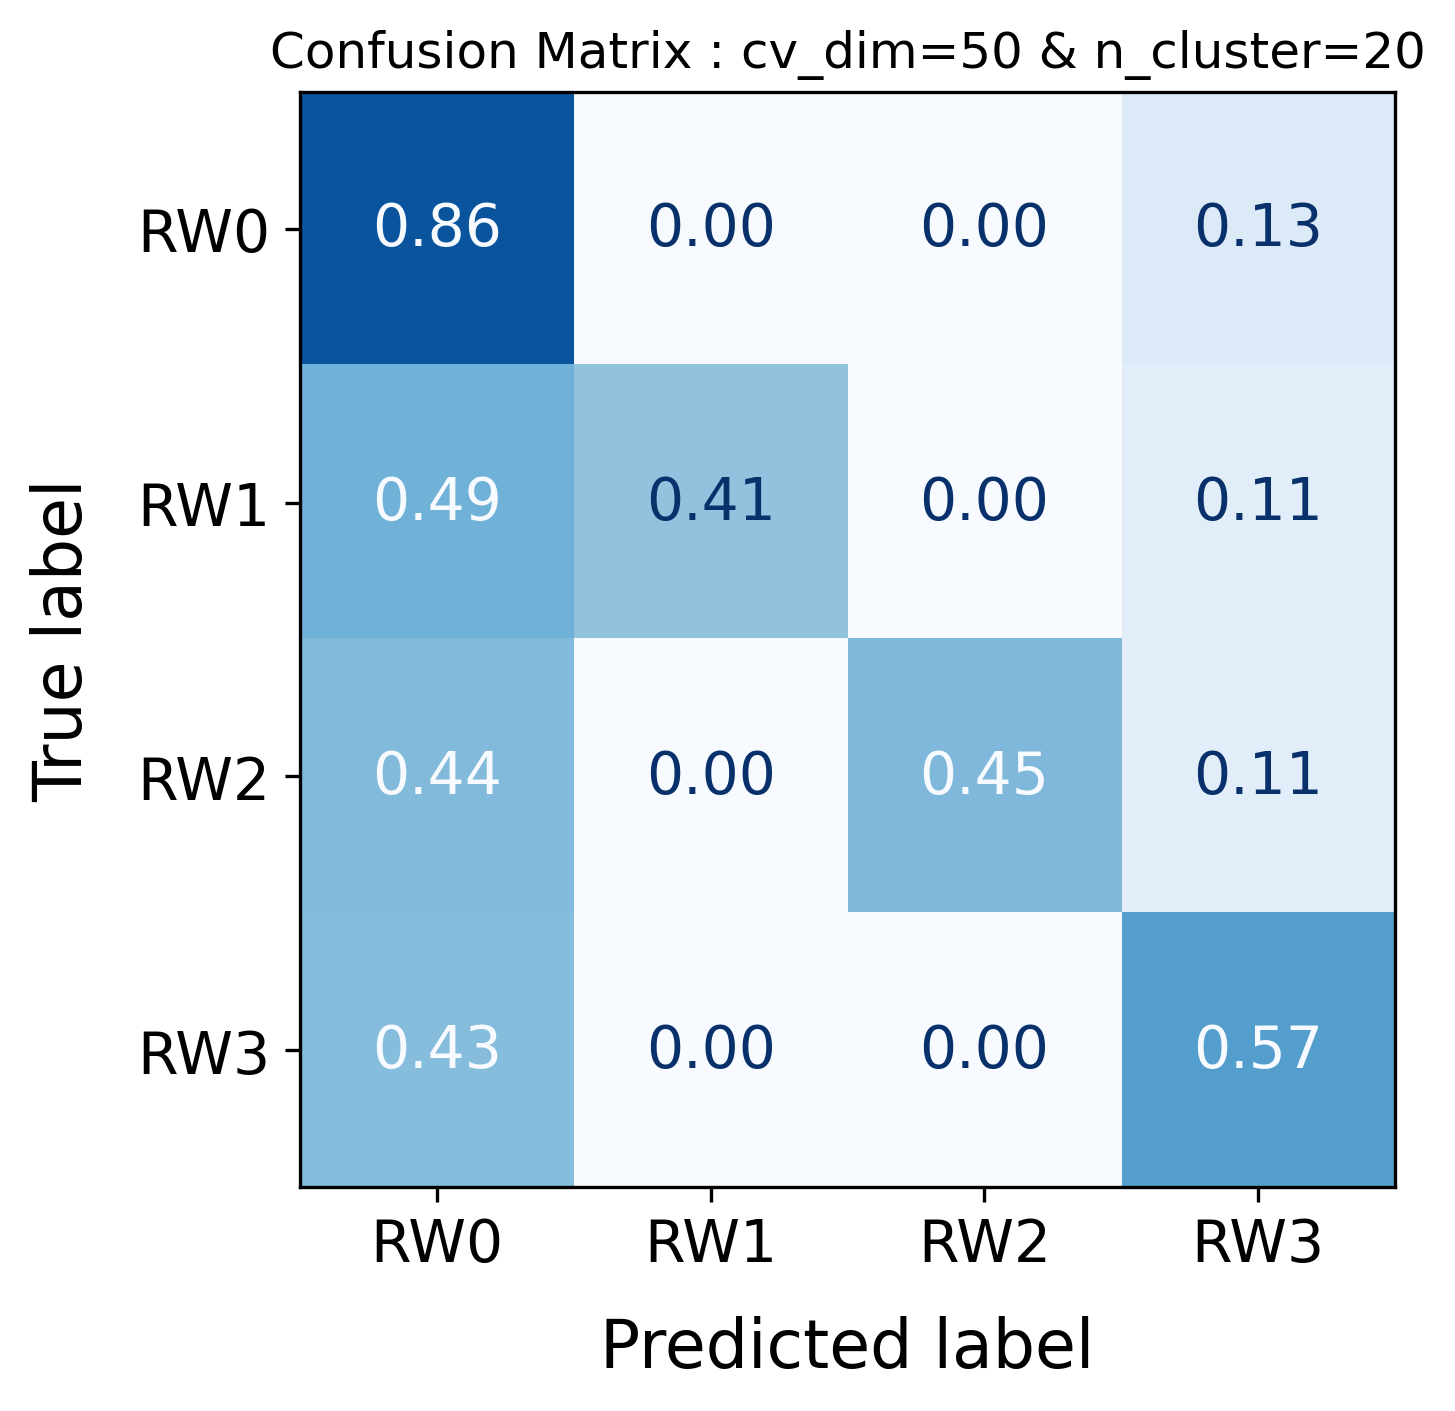 Confusion Matrix : cv_dim=50 & n_cluster=20
True label
RW0 0.86 0.00 0.00 0.13
RW1 0.49 0.41 0.00 0.11
RW2 0.44 0.00 0.45 0.11
RW3 0.43 0.00 0.00 0.57
RW0 RW1 RW2 RW3
Predicted label